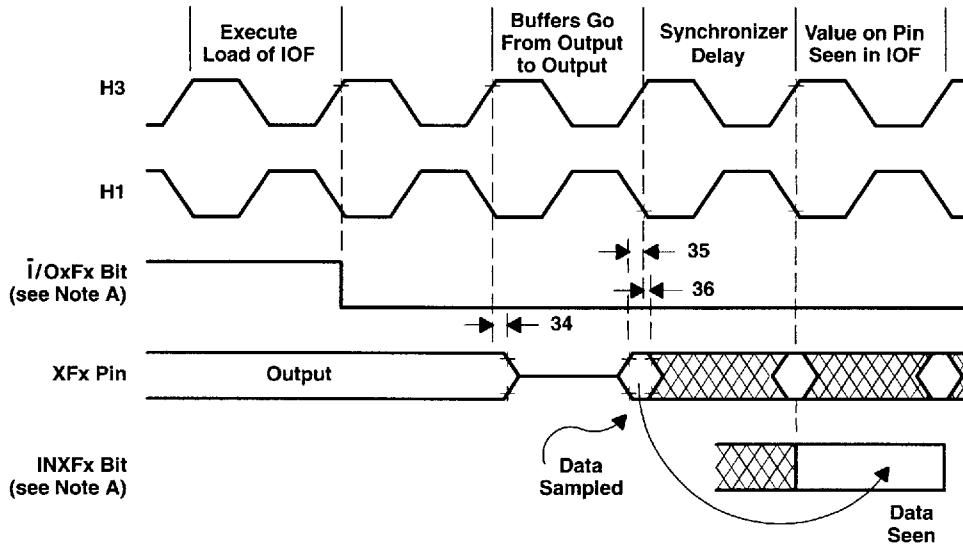 Execute
Load of IOF
Buffers Go
From Output
to Output
Synchronizer
Delay
Value on Pin
Seen in IOF
H3
H1
Ī/OxFx Bit
(see Note A)
35
36
34
XFx Pin
Output
INXFx Bit
(see Note A)
Data
Sampled
Data
Seen